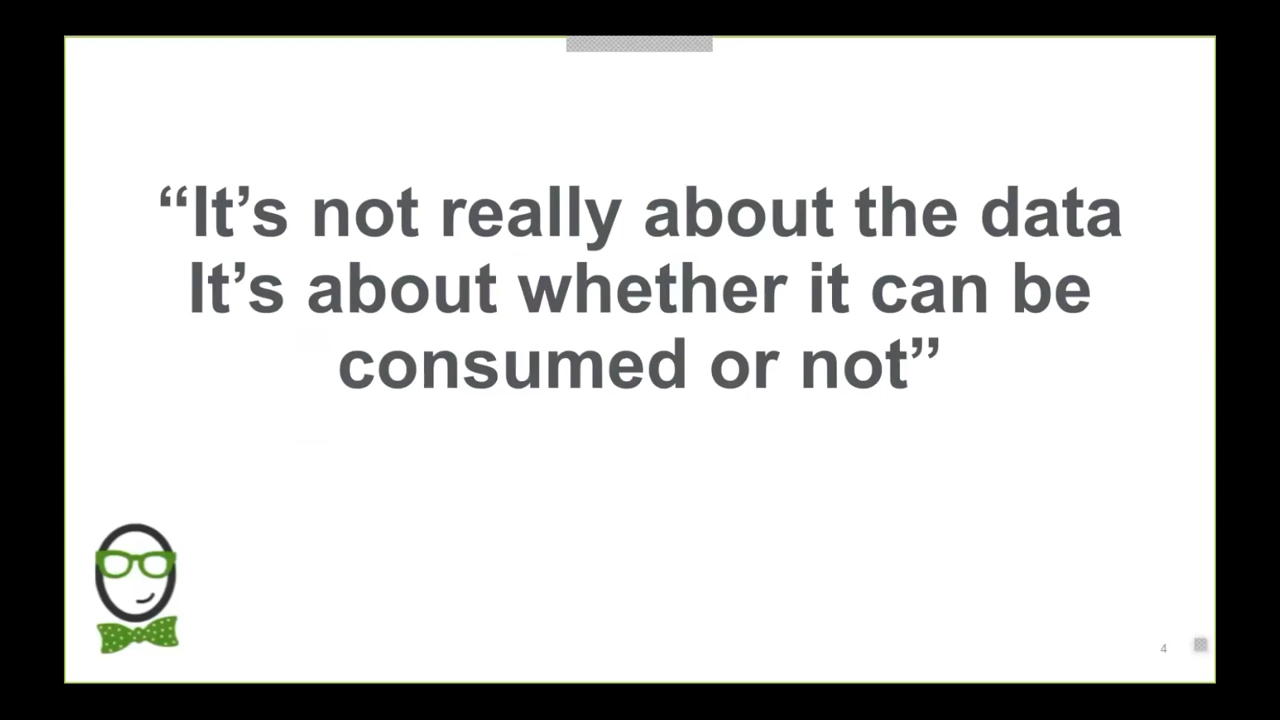 “It’s not really about the data
It’s about whether it can be
consumed or not”
4